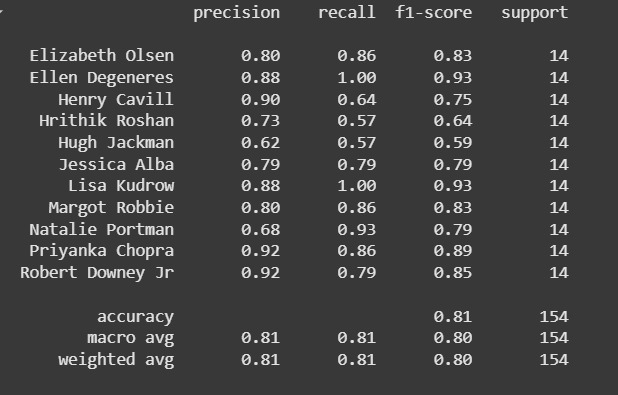 precision recall f1-score support
Elizabeth Olsen 0.80 0.86 0.83 14
Ellen Degeneres 0.88 1.00 0.93 14
Henry Cavill 0.90 0.64 0.75 14
Hrithik Roshan 0.73 0.57 0.64 14
Hugh Jackman 0.62 0.57 0.59 14
Jessica Alba 0.79 0.79 0.79 14
Lisa Kudrow 0.88 1.00 0.93 14
Margot Robbie 0.80 0.86 0.83 14
Natalie Portman 0.68 0.93 0.79 14
Priyanka Chopra 0.92 0.86 0.89 14
Robert Downey Jr 0.92 0.79 0.85 14
accuracy 0.81 154
macro avg 0.81 0.81 0.80 154
weighted avg 0.81 0.81 0.80 154